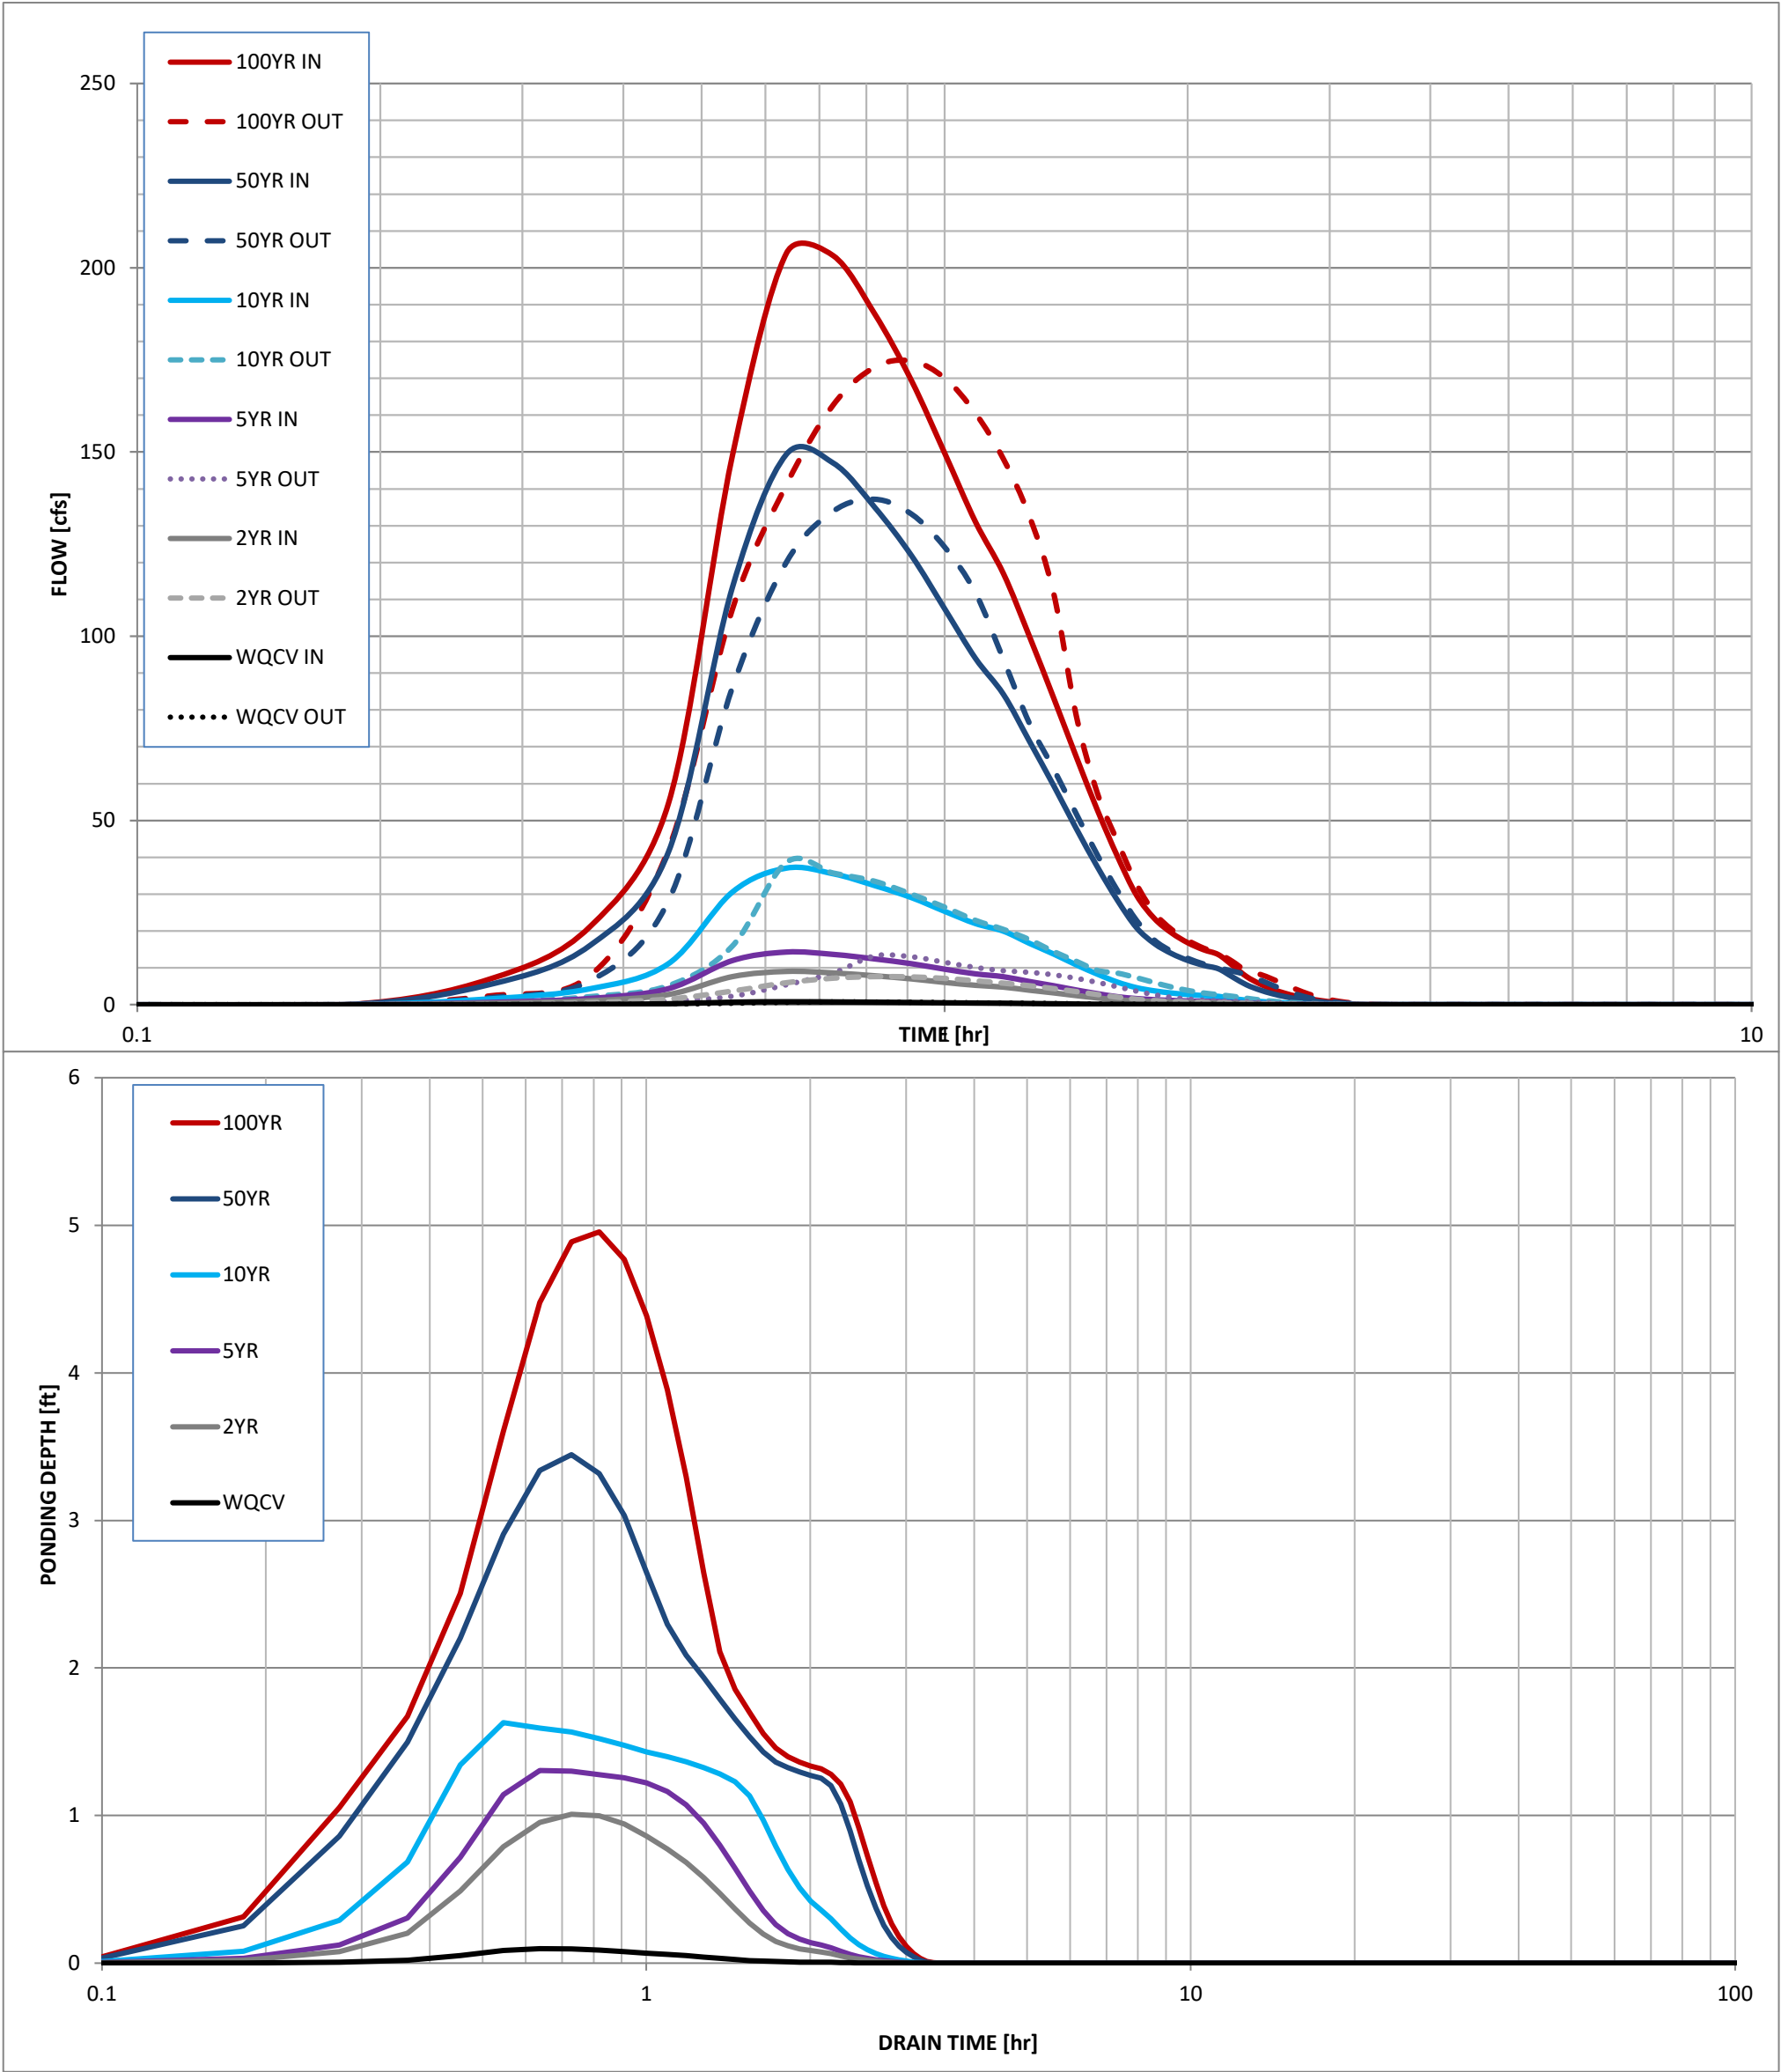 100YR IN
100YR OUT
50YR IN
50YR OUT
10YR IN
10YR OUT
5YR IN
5YR OUT
2YR IN
2YR OUT
WQCV IN
WQCV OUT
FLOW [cfs]
250
200
150
100
50
0
0.1
1
10
TIME [hr]
100YR
50YR
10YR
5YR
2YR
WQCV
PONDING DEPTH [ft]
6
5
4
3
2
1
0
0.1
1
10
100
DRAIN TIME [hr]